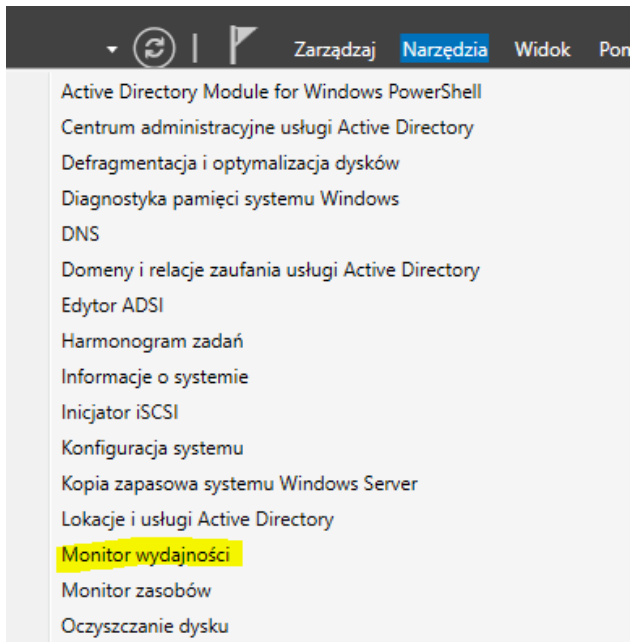 Zarządzaj Narzędzia Widok
Active Directory Module for Windows PowerShell
Centrum administracyjne usługi Active Directory
Defragmentacja i optymalizacja dysków
Diagnostyka pamięci systemu Windows
DNS
Domeny i relacje zaufania usługi Active Directory
Edytor ADSI
Harmonogram zadań
Informacje o systemie
Inicjator iSCSI
Konfiguracja systemu
Kopia zapasowa systemu Windows Server
Lokacje i usługi Active Directory
Monitor wydajności
Monitor zasobów
Oczyszczanie dysku